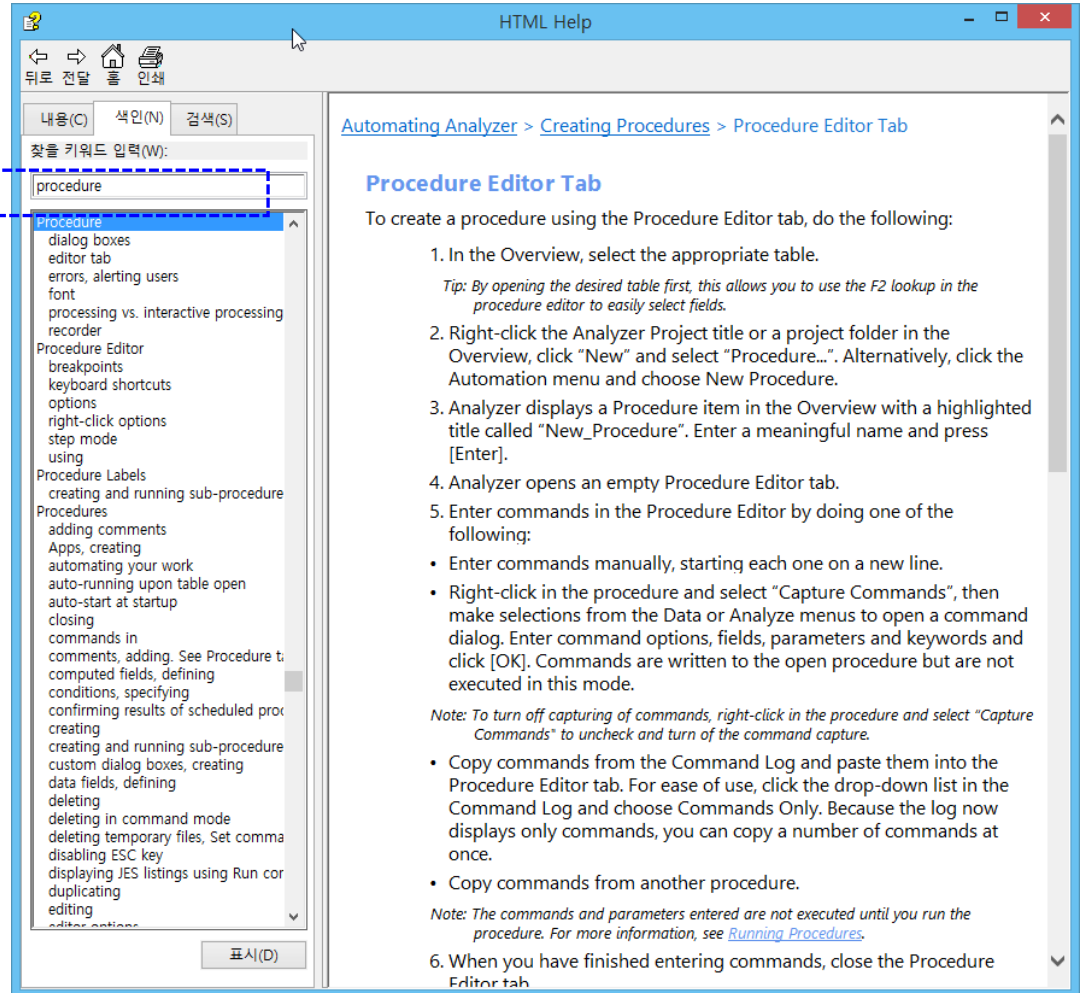 HTML Help
뒤로 전달 홈 인쇄
내용(C) 색인(N) 검색(S)
찾을 키워드 입력(W):
procedure
Procedure
dialog boxes
editor tab
errors, alerting users
font
processing vs. interactive processing
recorder
Procedure Editor
breakpoints
keyboard shortcuts
options
right-click options
step mode
using
Procedure Labels
creating and running sub-procedure
Procedures
adding comments
Apps, creating
automating your work
auto-running upon table open
auto-start at startup
closing
commands in
comments, adding. See Procedure ta
computed fields, defining
conditions, specifying
confirming results of scheduled proc
creating
creating and running sub-procedure
custom dialog boxes, creating
data fields, defining
deleting
deleting in command mode
deleting temporary files, Set comma
disabling ESC key
displaying JES listings using Run cor
duplicating
editing
editor options
표시(D)
Automating Analyzer > Creating Procedures > Procedure Editor Tab
Procedure Editor Tab
To create a procedure using the Procedure Editor tab, do the following:
1. In the Overview, select the appropriate table.
Tip: By opening the desired table first, this allows you to use the F2 lookup in the
procedure editor to easily select fields.
2. Right-click the Analyzer Project title or a project folder in the
Overview, click “New” and select “Procedure...”. Alternatively, click the
Automation menu and choose New Procedure.
3. Analyzer displays a Procedure item in the Overview with a highlighted
title called “New_Procedure”. Enter a meaningful name and press
[Enter].
4. Analyzer opens an empty Procedure Editor tab.
5. Enter commands in the Procedure Editor by doing one of the
following:
• Enter commands manually, starting each one on a new line.
• Right-click in the procedure and select “Capture Commands”, then
make selections from the Data or Analyze menus to open a command
dialog. Enter command options, fields, parameters and keywords and
click [OK]. Commands are written to the open procedure but are not
executed in this mode.
Note: To turn off capturing of commands, right-click in the procedure and select “Capture
Commands" to uncheck and turn of the command capture.
• Copy commands from the Command Log and paste them into the
Procedure Editor tab. For ease of use, click the drop-down list in the
Command Log and choose Commands Only. Because the log now
displays only commands, you can copy a number of commands at
once.
• Copy commands from another procedure.
Note: The commands and parameters entered are not executed until you run the
procedure. For more information, see Running Procedures.
6. When you have finished entering commands, close the Procedure
Editor tab